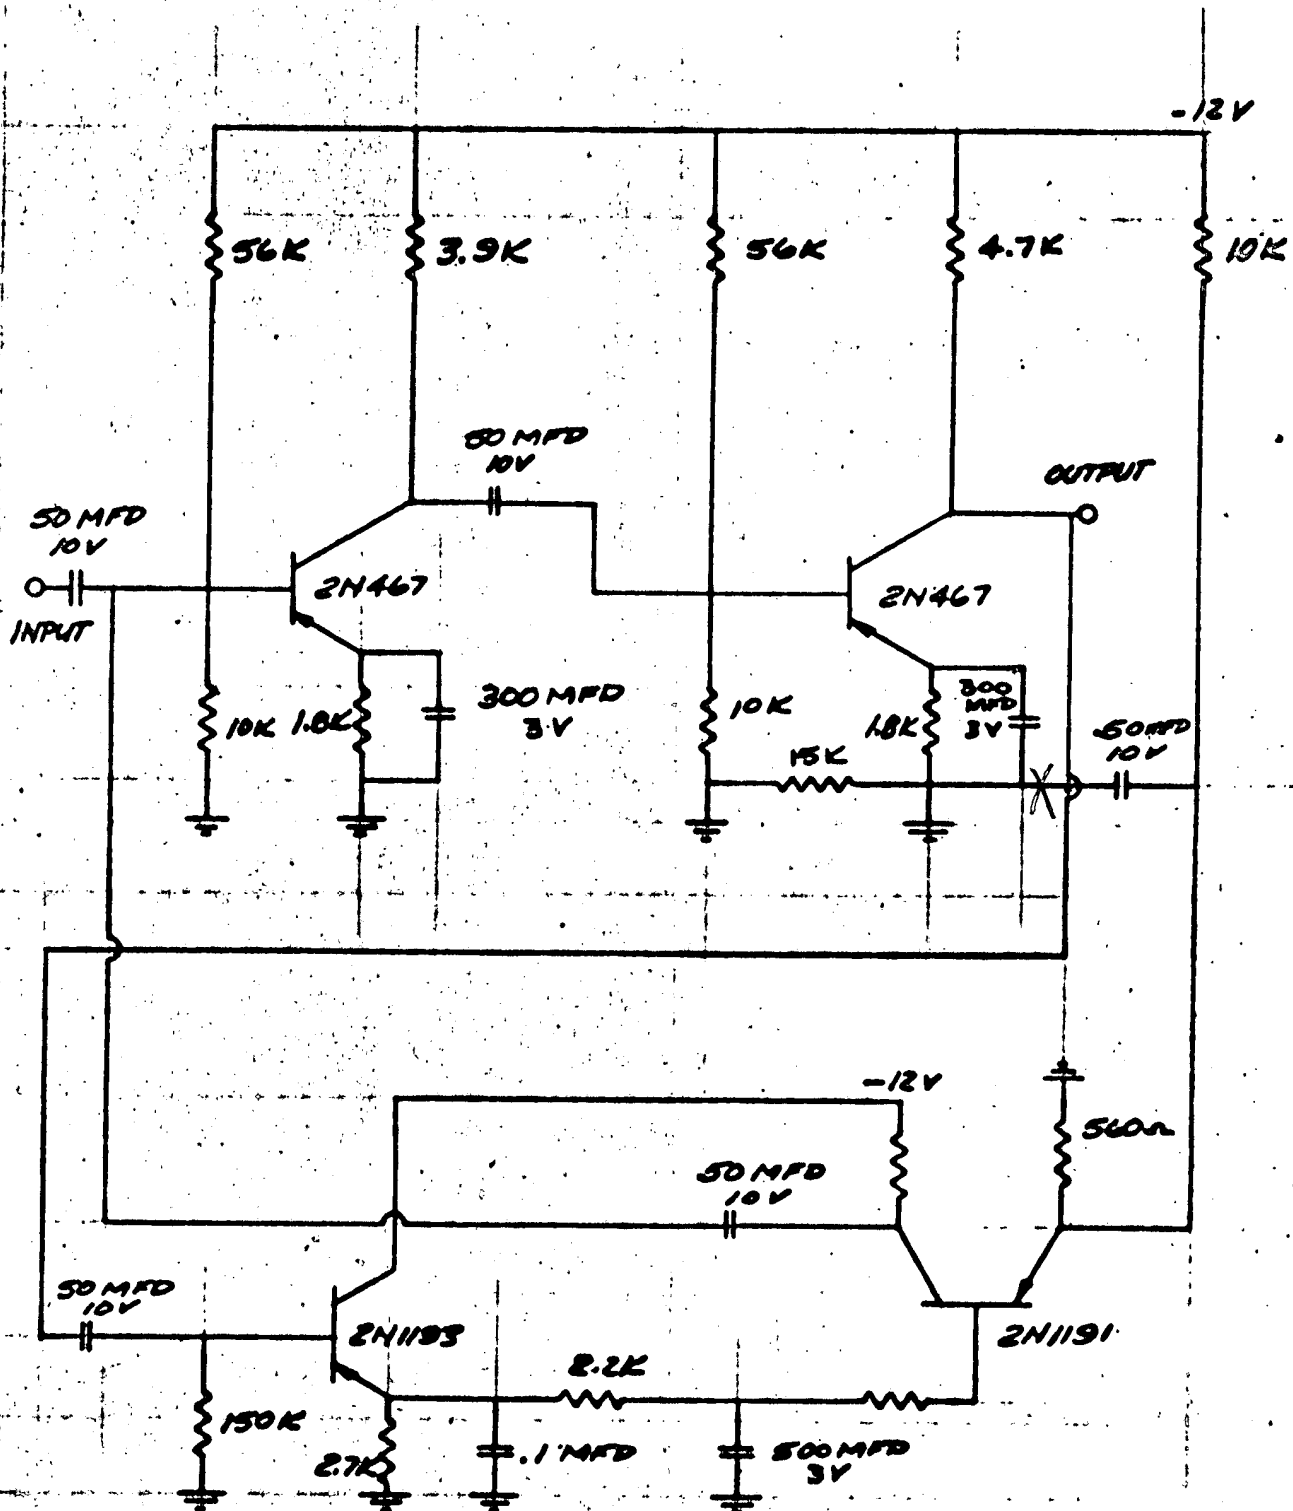 -12V
56K
3.9K
56K
4.7K
10K
50 MFD
10V
OUTPUT
50 MFD
10V
2N467
2N467
INPUT
300 MFD
3V
10K
1.8K
10K
1.8K
300
MFD
3V
.50 MFD
10V
15K
-12V
560Ω
50 MFD
10V
50 MFD
10V
2N1193
2N1191
2.2K
150K
2.7K
.1 MFD
500 MFD
3V